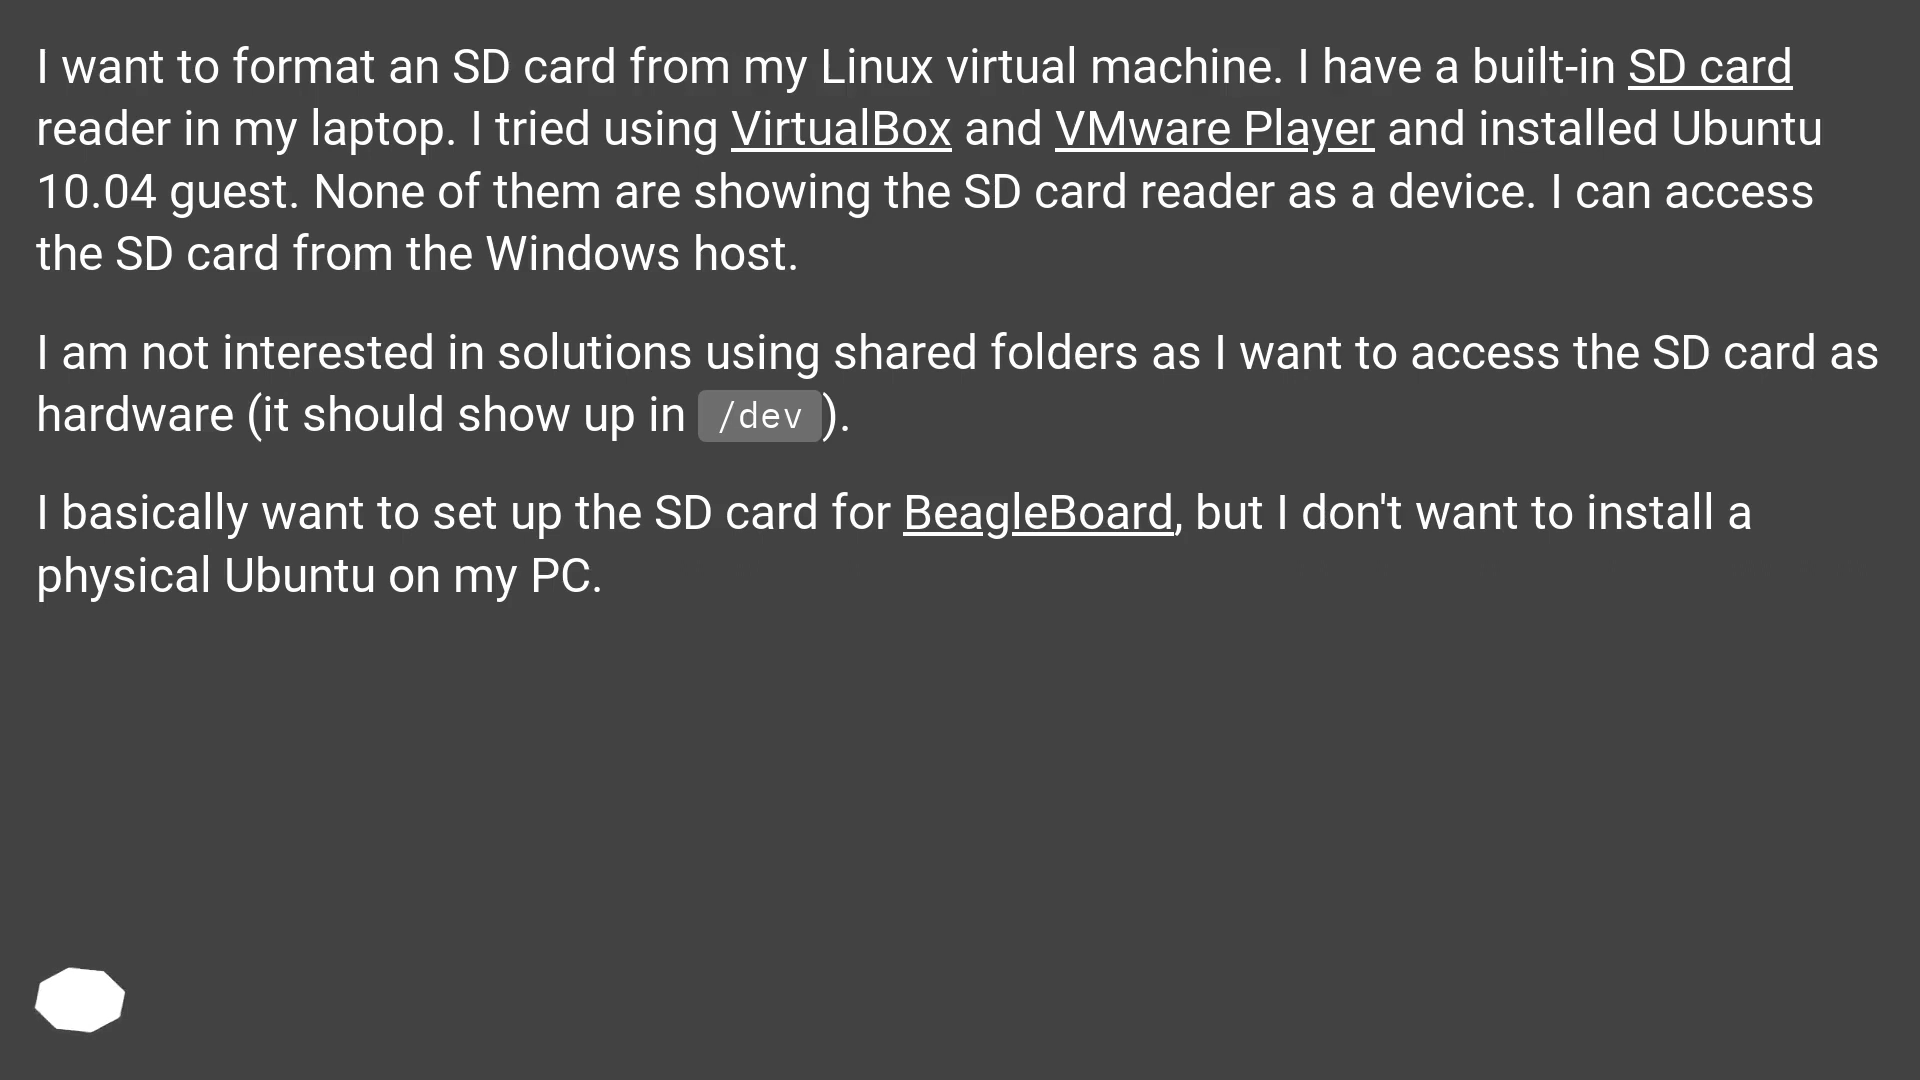 I want to format an SD card from my Linux virtual machine. I have a built-in SD card
reader in my laptop. I tried using VirtualBox and VMware Player and installed Ubuntu
10.04 guest. None of them are showing the SD card reader as a device. I can access
the SD card from the Windows host.
I am not interested in solutions using shared folders as I want to access the SD card as
hardware (it should show up in /dev).
I basically want to set up the SD card for BeagleBoard, but I don't want to install a
physical Ubuntu on my PC.